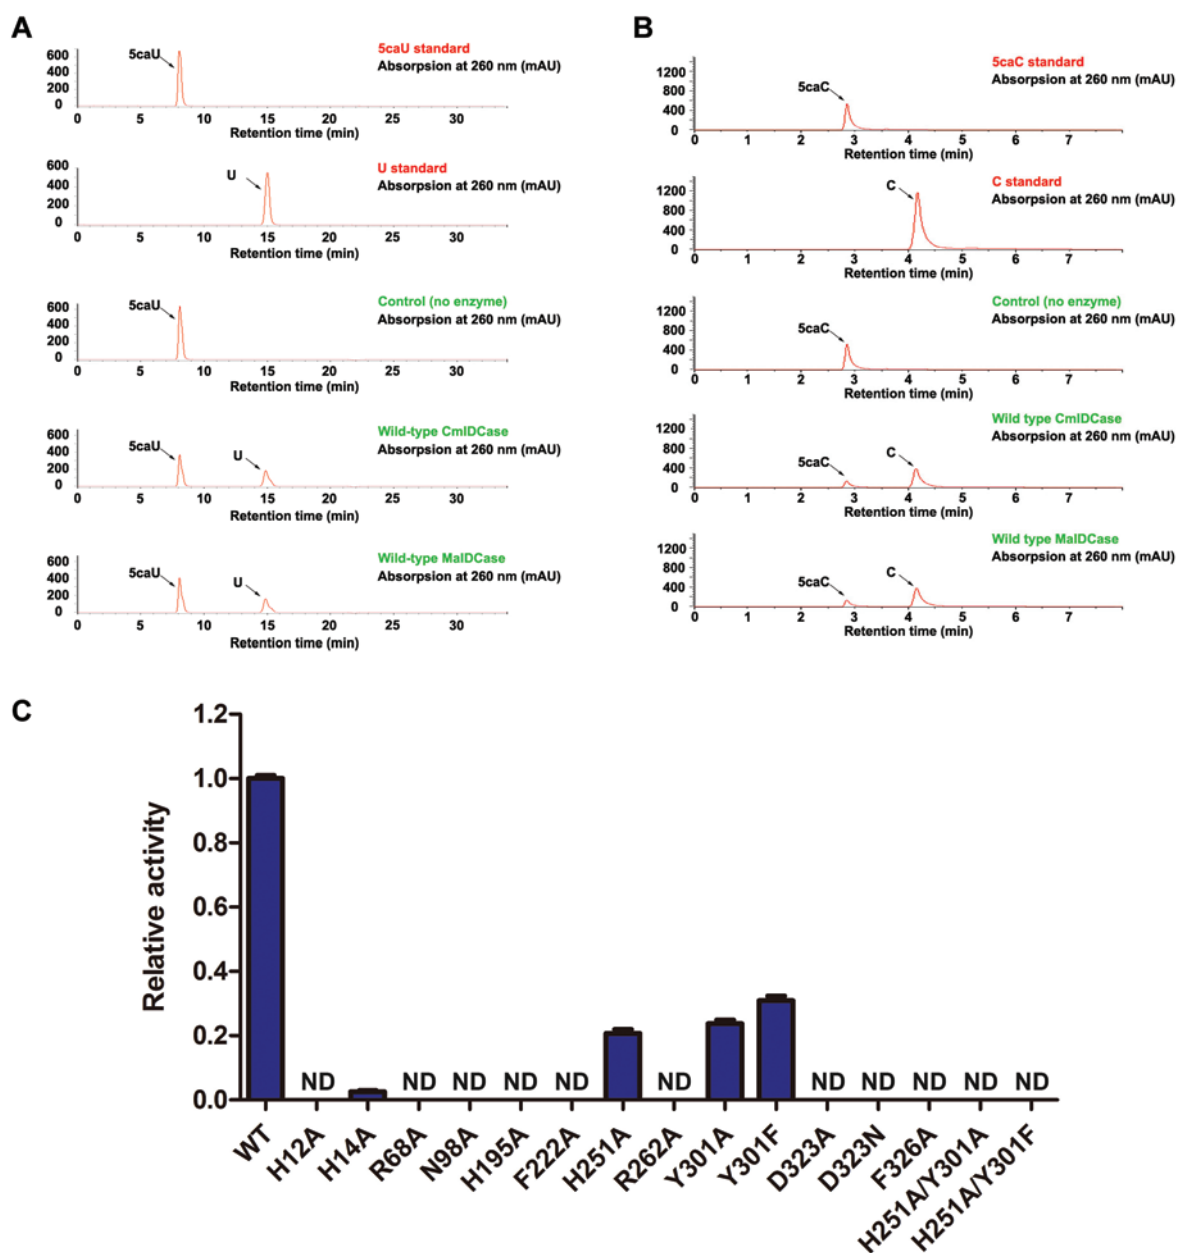 A
5caU standard
Absorpsion at 260 nm (mAU)
5caU
600
400
200
0
0 5 10 15 20 25 30
Retention time (min)
U standard
Absorpsion at 260 nm (mAU)
U
600
400
200
0
0 5 10 15 20 25 30
Retention time (min)
Control (no enzyme)
Absorpsion at 260 nm (mAU)
5caU
600
400
200
0
0 5 10 15 20 25 30
Retention time (min)
Wild-type CmIDCase
Absorpsion at 260 nm (mAU)
5caU
U
600
400
200
0
0 5 10 15 20 25 30
Retention time (min)
Wild-type MaIDCase
Absorpsion at 260 nm (mAU)
5caU
U
600
400
200
0
0 5 10 15 20 25 30
Retention time (min)
B
5caC standard
Absorpsion at 260 nm (mAU)
5caC
1200
800
400
0
0 1 2 3 4 5 6 7
Retention time (min)
C standard
Absorpsion at 260 nm (mAU)
C
1200
800
400
0
0 1 2 3 4 5 6 7
Retention time (min)
Control (no enzyme)
Absorpsion at 260 nm (mAU)
5caC
1200
800
400
0
0 1 2 3 4 5 6 7
Retention time (min)
Wild type CmIDCase
Absorpsion at 260 nm (mAU)
5caC
C
1200
800
400
0
0 1 2 3 4 5 6 7
Retention time (min)
Wild type MaIDCase
Absorpsion at 260 nm (mAU)
5caC
C
1200
800
400
0
0 1 2 3 4 5 6 7
Retention time (min)
C
Relative activity
1.2
1.0
0.8
0.6
0.4
0.2
0.0
ND ND ND ND ND ND ND ND ND ND ND
WT
H12A
H14A
R68A
N98A
H195A
F222A
H251A
R262A
Y301A
Y301F
D323A
D323N
F326A
H251A/Y301A
H251A/Y301F